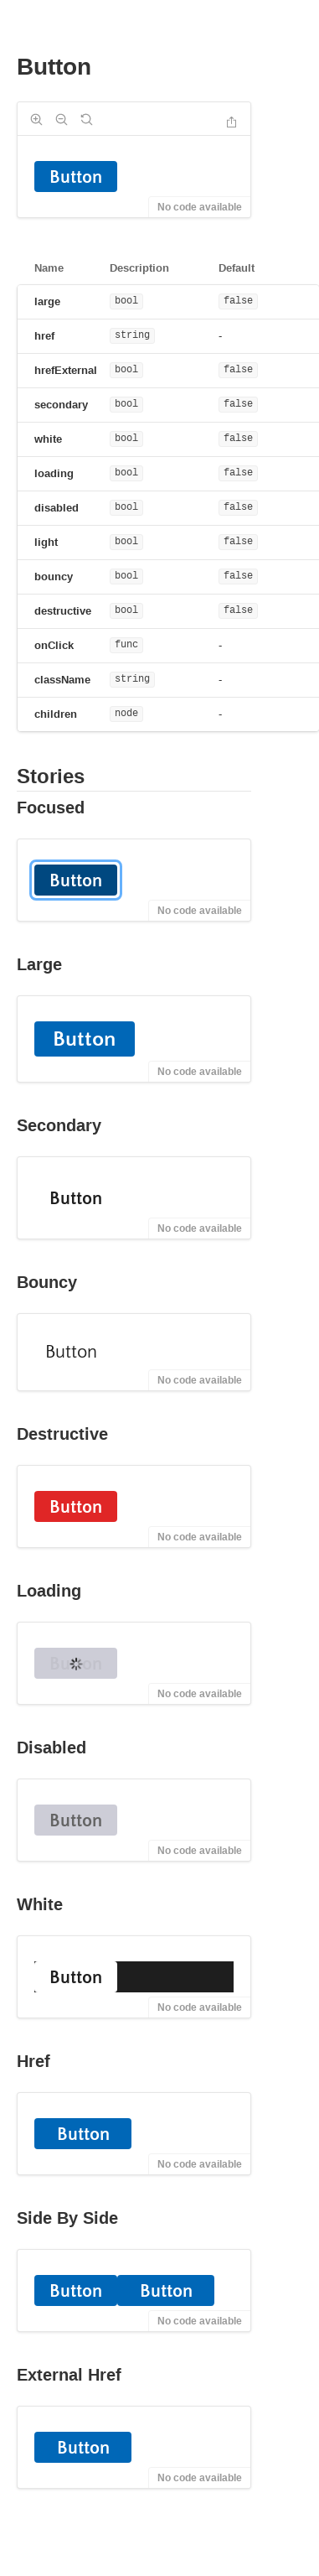 Button
Button
No code available
Name Description Default
large bool false
href string -
hrefExternal bool false
secondary bool false
white bool false
loading bool false
disabled bool false
light bool false
bouncy bool false
destructive bool false
onClick func -
className string -
children node -
Stories
Focused
Button
No code available
Large
Button
No code available
Secondary
Button
No code available
Bouncy
Button
No code available
Destructive
Button
No code available
Loading
Button
No code available
Disabled
Button
No code available
White
Button
No code available
Href
Button
No code available
Side By Side
Button Button
No code available
External Href
Button
No code available